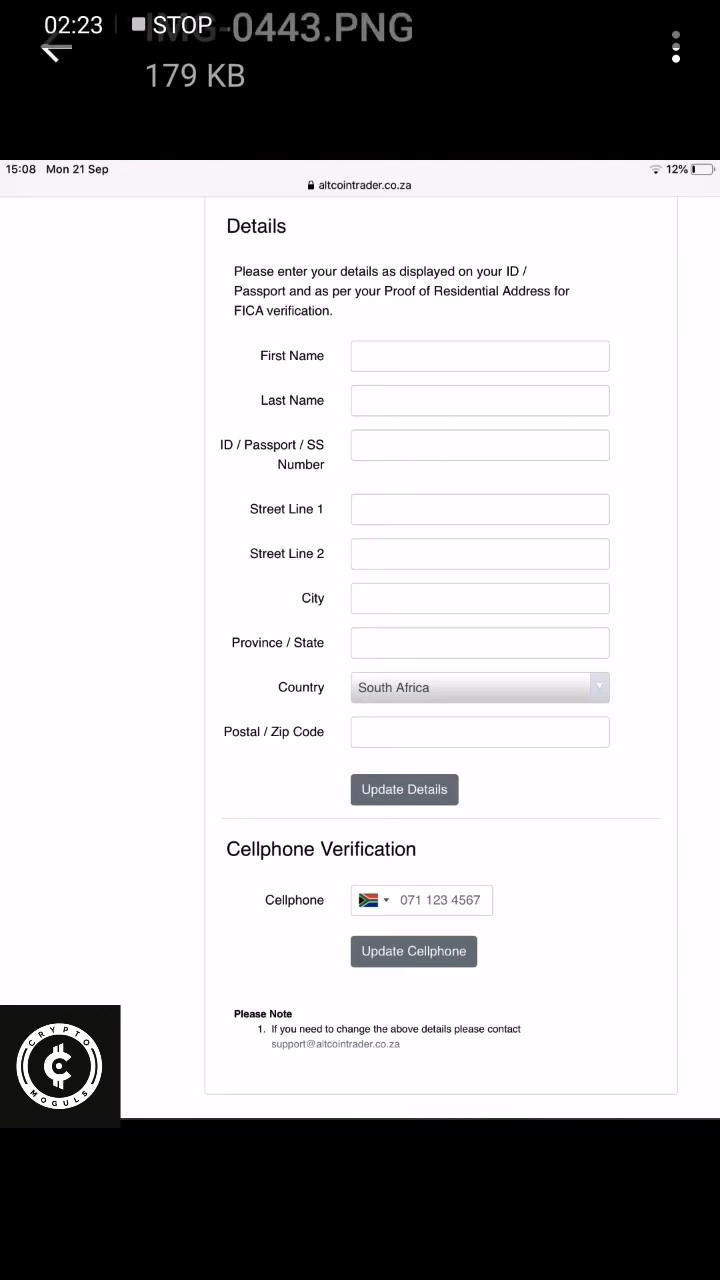 02:23 STOP IMG-0443.PNG
179 KB
15:08 Mon 21 Sep 12%
altcointrader.co.za
Details
Please enter your details as displayed on your ID /
Passport and as per your Proof of Residential Address for
FICA verification.
First Name
Last Name
ID / Passport / SS
Number
Street Line 1
Street Line 2
City
Province / State
Country South Africa
Postal / Zip Code
Update Details
Cellphone Verification
Cellphone 071 123 4567
Update Cellphone
Please Note
1. If you need to change the above details please contact
support@altcointrader.co.za
CRYPTO
MOGULS